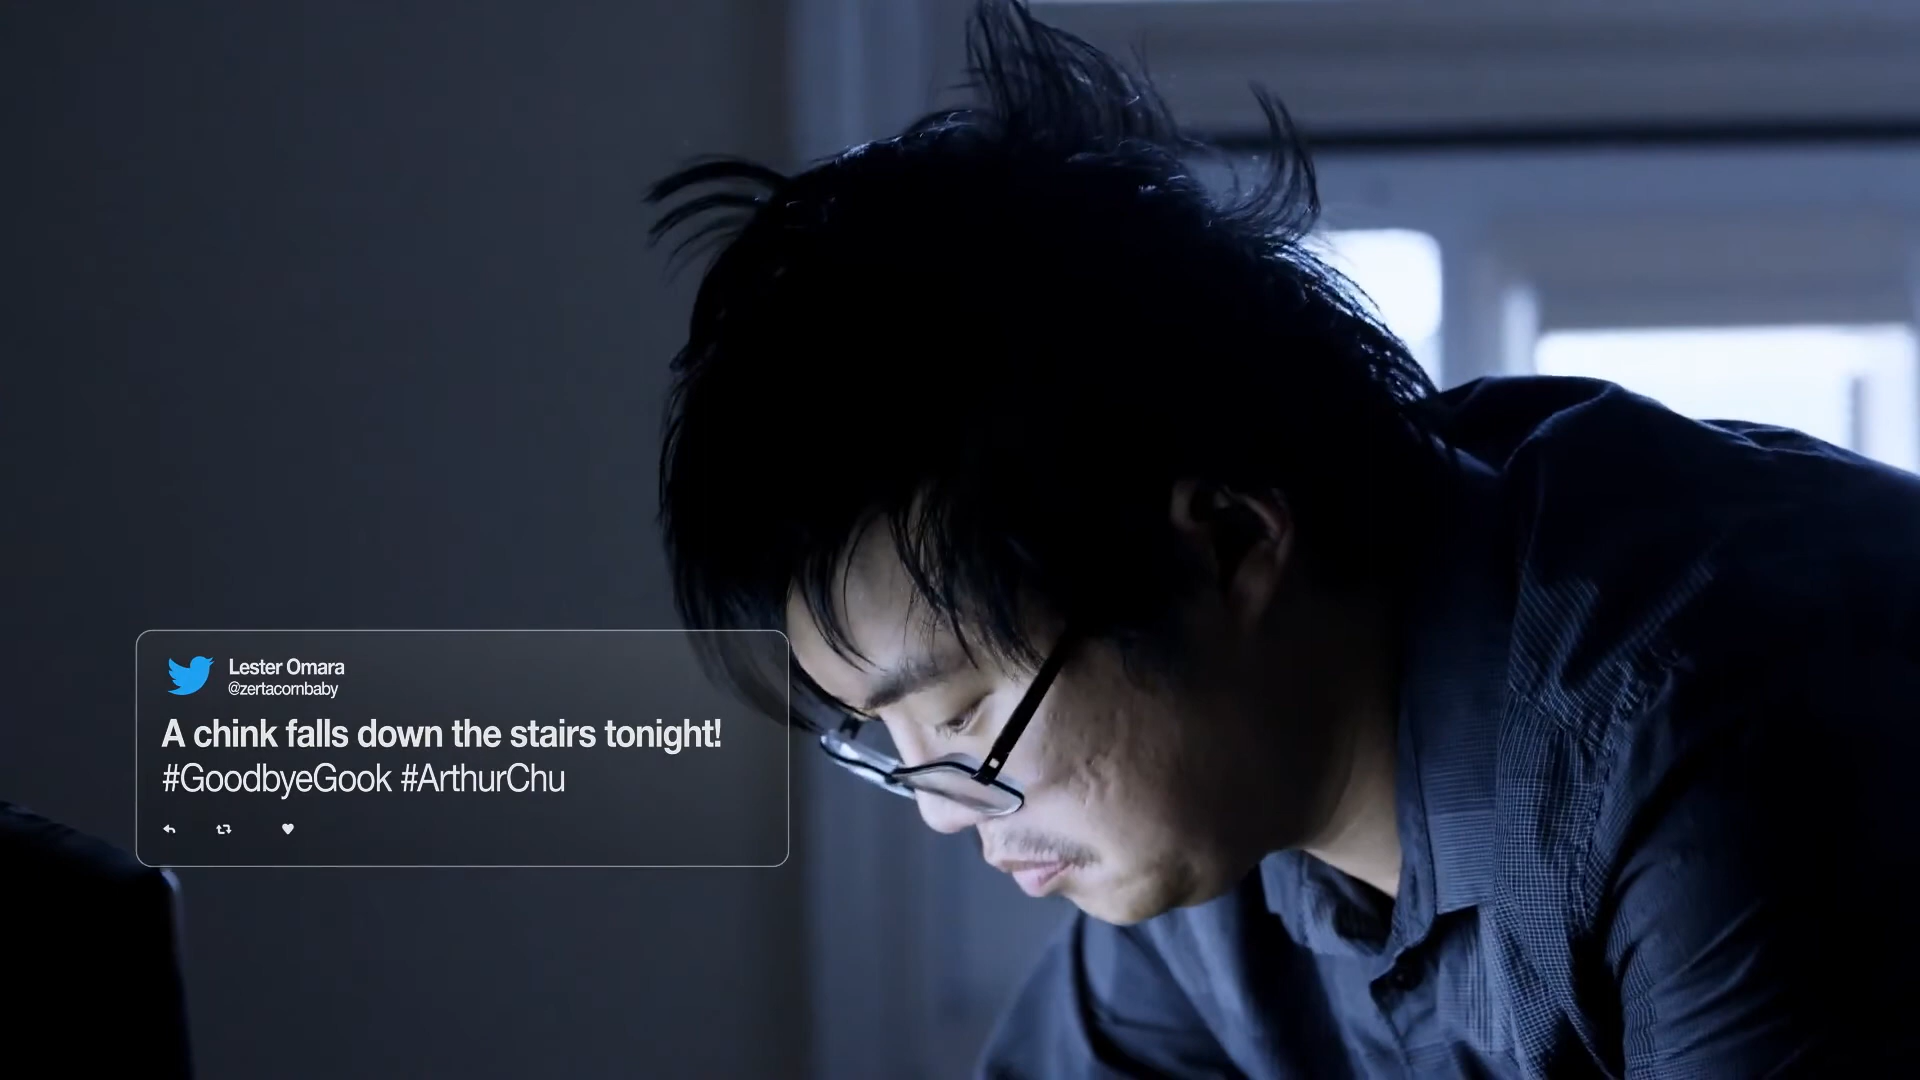 Lester Omara
@zertacornbaby
A chink falls down the stairs tonight!
#GoodbyeGook #ArthurChu